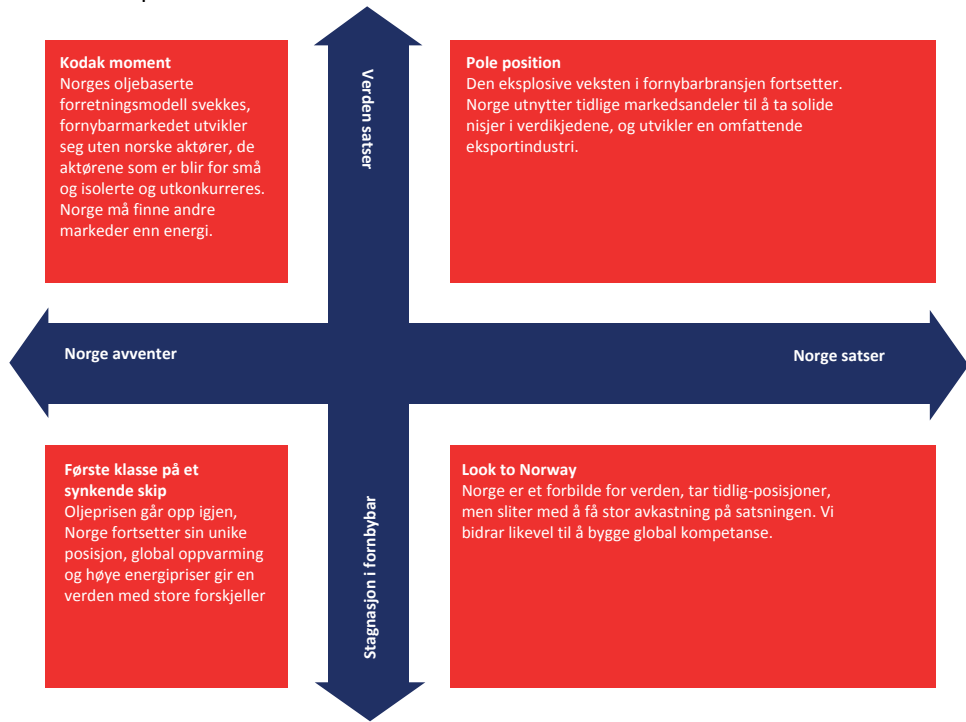 Kodak moment
Norges oljebaserte
forretningsmodell svekkes,
fornybarmarkedet utvikler
seg uten norske aktører, de
aktørene som er blir for små
og isolerte og utkonkurreres.
Norge må finne andre
markeder enn energi.
Verden satser
Pole position
Den eksplosive veksten i fornybarbransjen fortsetter.
Norge utnytter tidlige markedsandeler til å ta solide
nisjer i verdikjedene, og utvikler en omfattende
eksportindustri.
Norge avventer
Norge satser
Første klasse på et
synkende skip
Oljeprisen går opp igjen,
Norge fortsetter sin unike
posisjon, global oppvarming
og høye energipriser gir en
verden med store forskjeller
Stagnasjon i fornbybar
Look to Norway
Norge er et forbilde for verden, tar tidlig-posisjoner,
men sliter med å få stor avkastning på satsningen. Vi
bidrar likevel til å bygge global kompetanse.